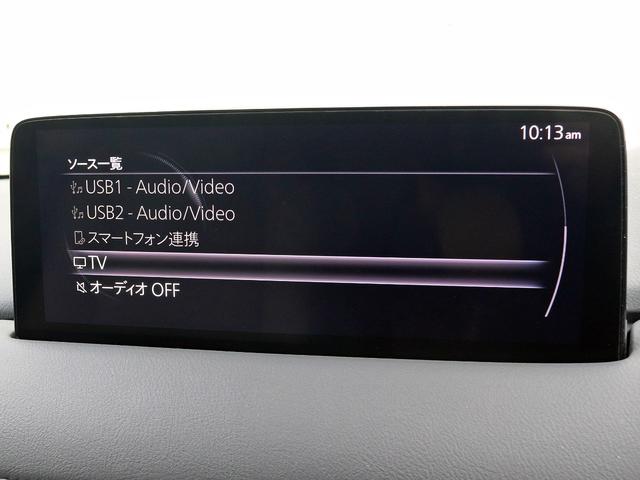 10:13am
ソース一覧
USB1 - Audio/Video
USB2 - Audio/Video
スマートフォン連携
TV
オーディオ OFF